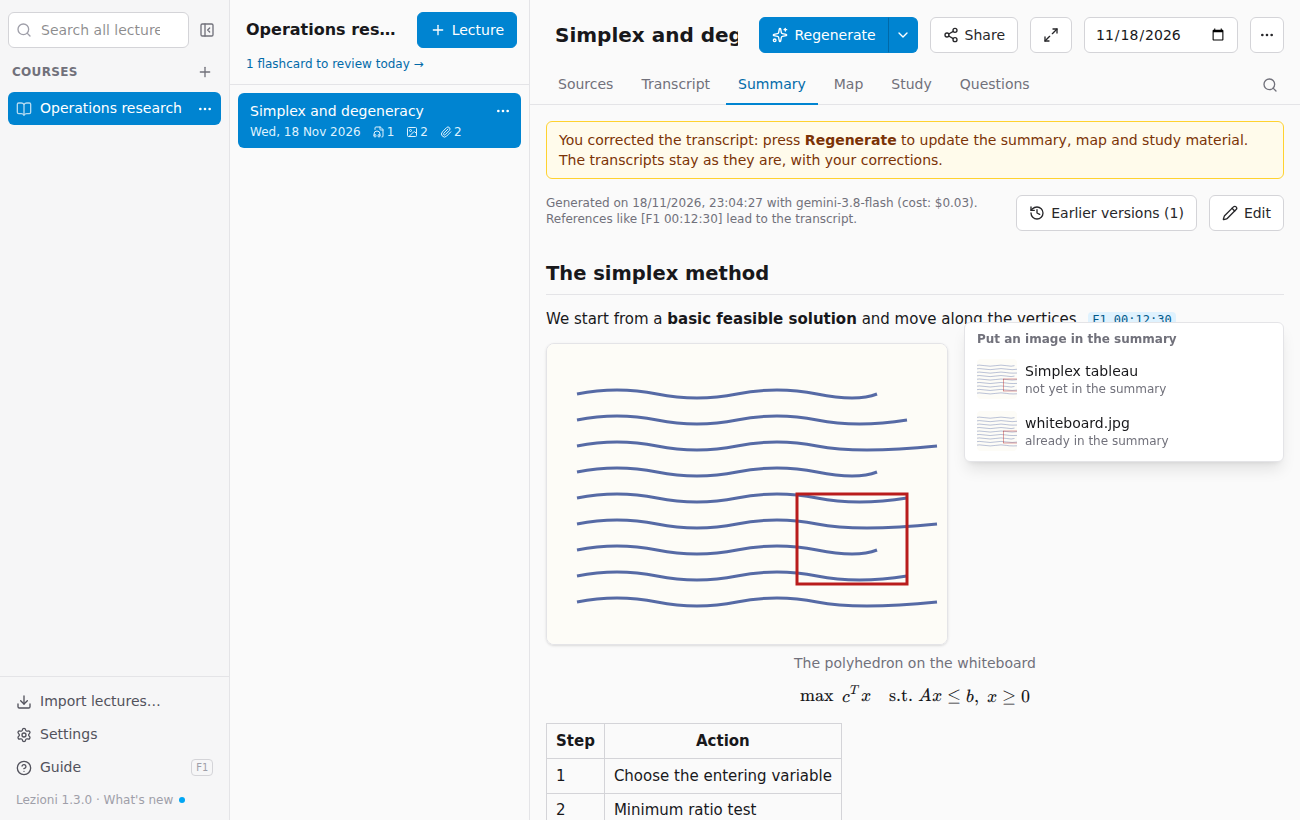 Search all lecture
COURSES
Operations research
Import lectures…
Settings
Guide
F1
Lezioni 1.3.0 · What's new
Operations res…
Lecture
1 flashcard to review today →
Simplex and degeneracy
Wed, 18 Nov 2026 1 2 2
Simplex and deg
Regenerate
Share
11/18/2026
Sources Transcript Summary Map Study Questions
You corrected the transcript: press Regenerate to update the summary, map and study material.
The transcripts stay as they are, with your corrections.
Generated on 18/11/2026, 23:04:27 with gemini-3.8-flash (cost: $0.03).
References like [F1 00:12:30] lead to the transcript.
Earlier versions (1)
Edit
The simplex method
We start from a basic feasible solution and move along the vertices. F1 00:12:30
Put an image in the summary
Simplex tableau
not yet in the summary
whiteboard.jpg
already in the summary
The polyhedron on the whiteboard
max c^T x s.t. Ax ≤ b, x ≥ 0
Step Action
1 Choose the entering variable
2 Minimum ratio test